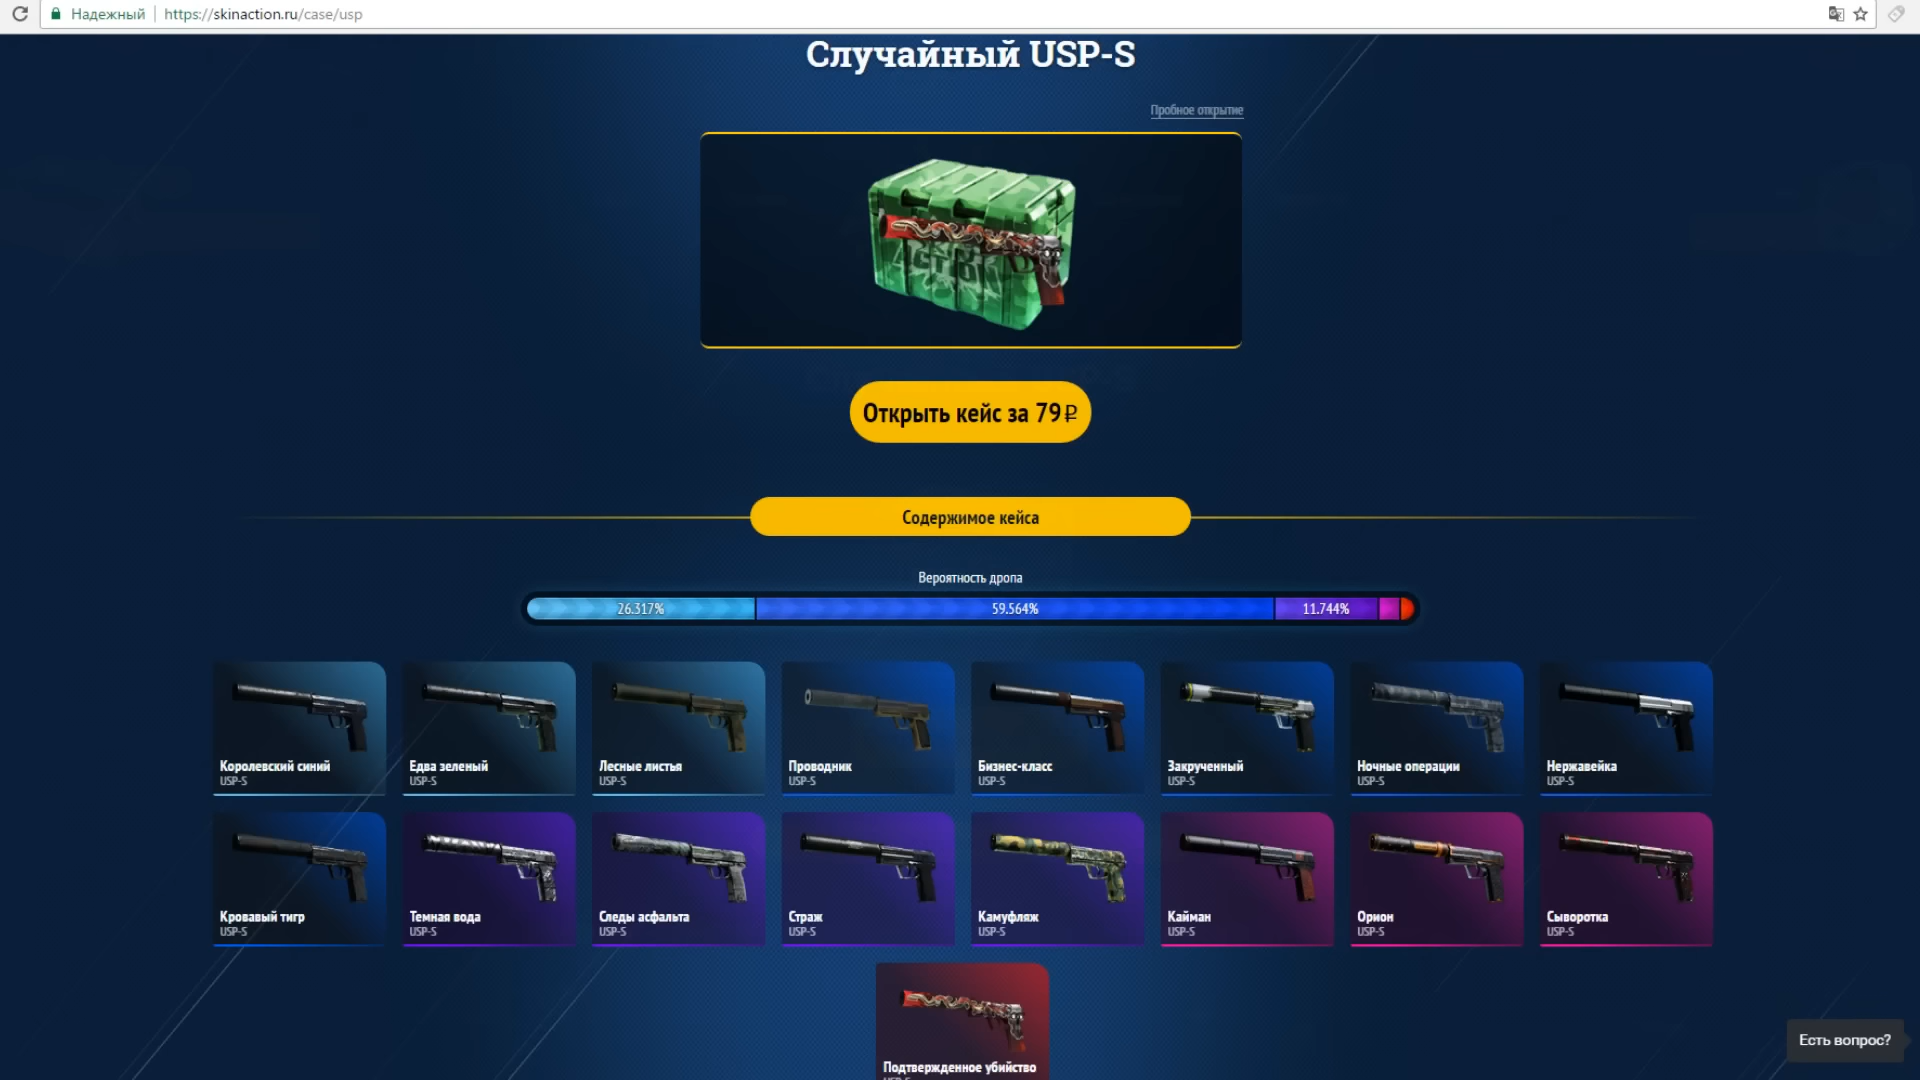 Надежный
https://skinaction.ru/case/usp
Случайный USP-S
Пробное открытие
Открыть кейс за 79₽
Содержимое кейса
Вероятность дропа
26.317% 59.564% 11.744%
Королевский синий
USP-S
Едва зеленый
USP-S
Лесные листья
USP-S
Проводник
USP-S
Бизнес-класс
USP-S
Закрученный
USP-S
Ночные операции
USP-S
Нержавейка
USP-S
Кровавый тигр
USP-S
Темная вода
USP-S
Следы асфальта
USP-S
Страж
USP-S
Камуфляж
USP-S
Кайман
USP-S
Орион
USP-S
Сыворотка
USP-S
Подтвержденное убийство
USP-S
Есть вопрос?